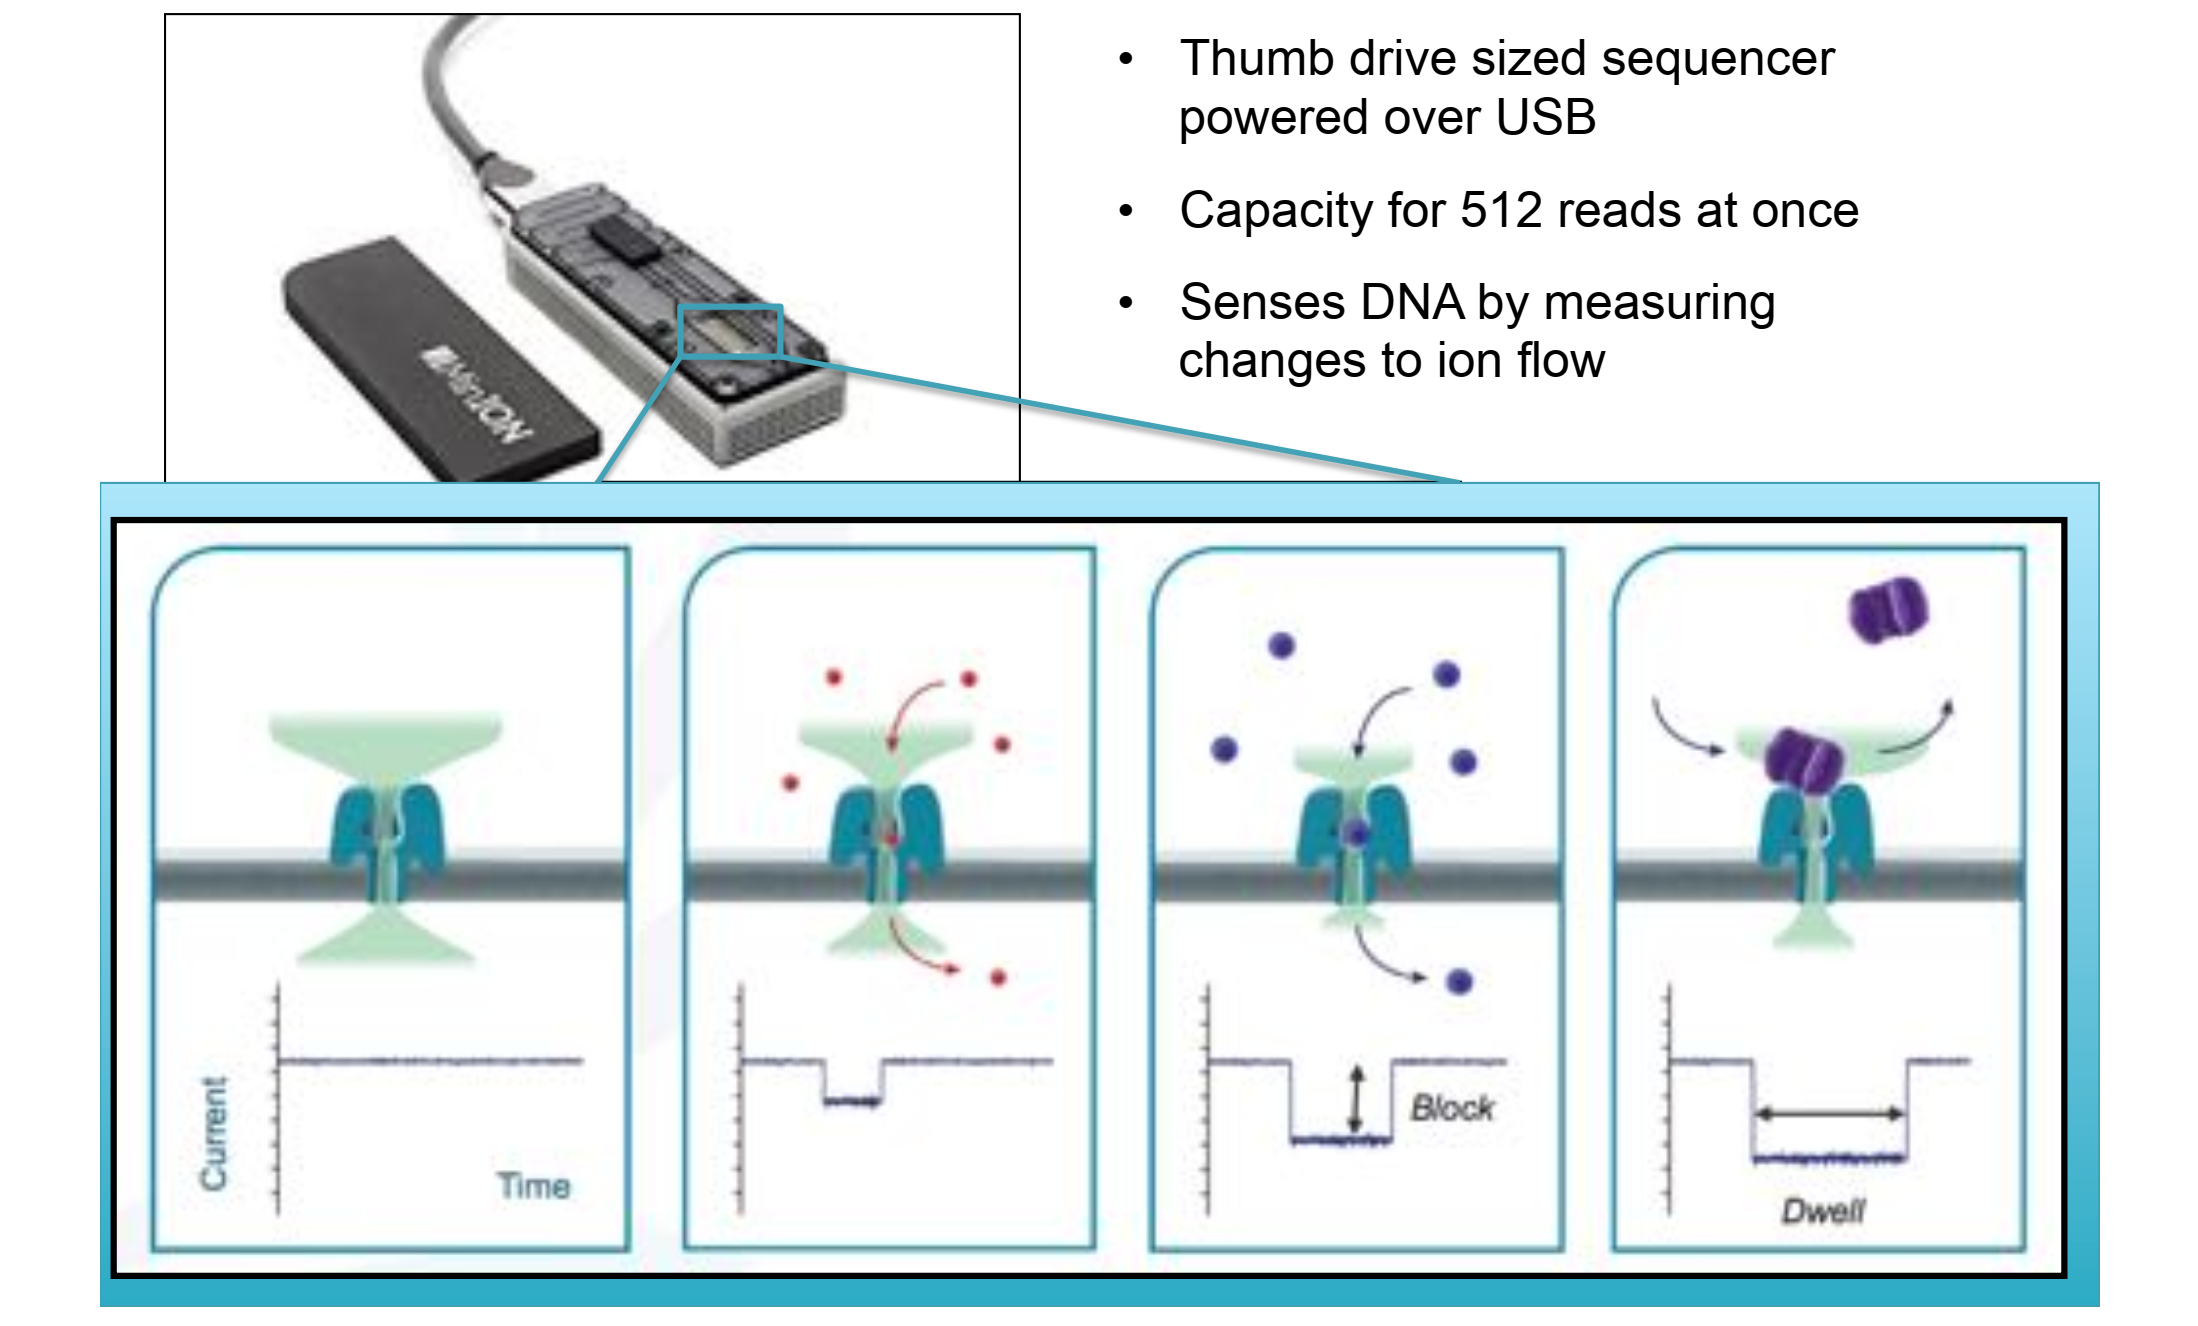 • Thumb drive sized sequencer
powered over USB
• Capacity for 512 reads at once
• Senses DNA by measuring
changes to ion flow
MinION
Current
Time
Block
Dwell